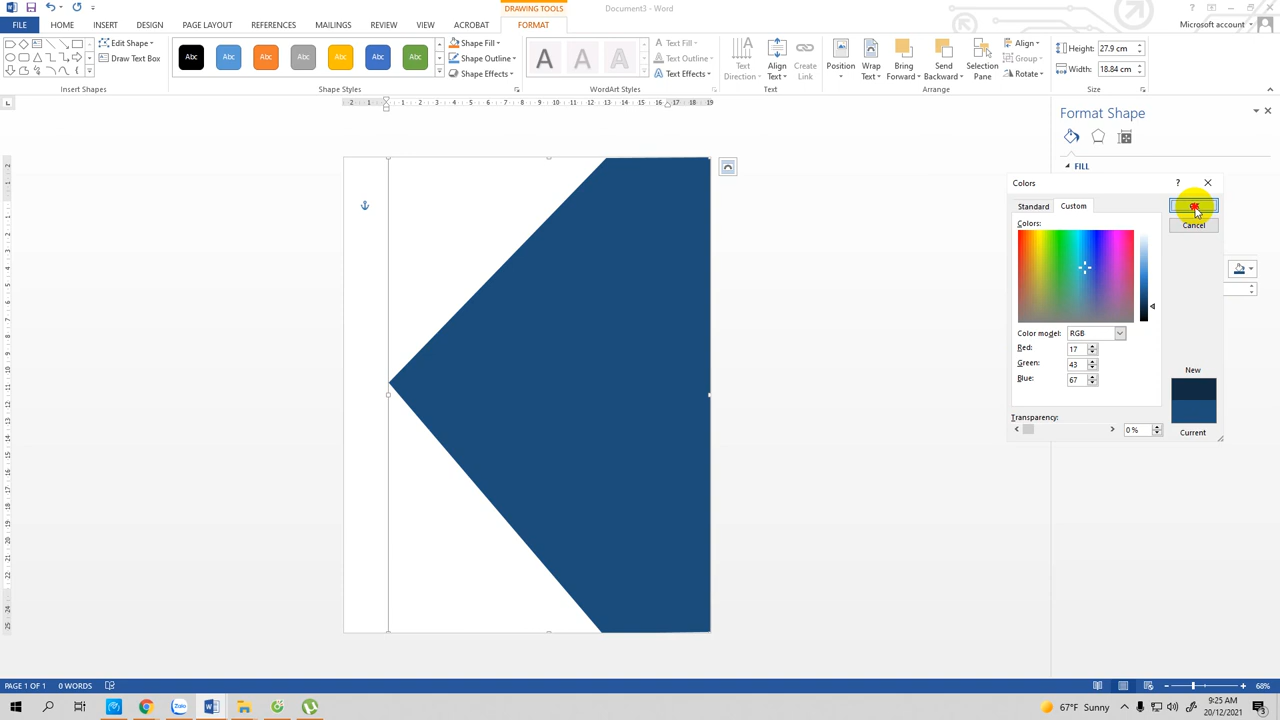 DRAWING TOOLS
Document3 - Word
FILE
HOME
INSERT
DESIGN
PAGE LAYOUT
REFERENCES
MAILINGS
REVIEW
VIEW
ACROBAT
FORMAT
Microsoft account
Edit Shape
Draw Text Box
Insert Shapes
Abc Abc Abc Abc Abc Abc Abc
Shape Styles
Shape Fill
Shape Outline
Shape Effects
A A A
WordArt Styles
Text Fill
Text Outline
Text Effects
Text Direction
Align Text
Create Link
Text
Position
Wrap Text
Bring Forward
Send Backward
Selection Pane
Align
Group
Rotate
Arrange
Height: 27.9 cm
Width: 18.84 cm
Size
Format Shape
FILL
Colors
Standard
Custom
Cancel
Colors:
Color model: RGB
Red: 17
Green: 43
Blue: 67
New
Current
Transparency:
0 %
PAGE 1 OF 1
0 WORDS
68%
67°F Sunny
9:25 AM
20/12/2021